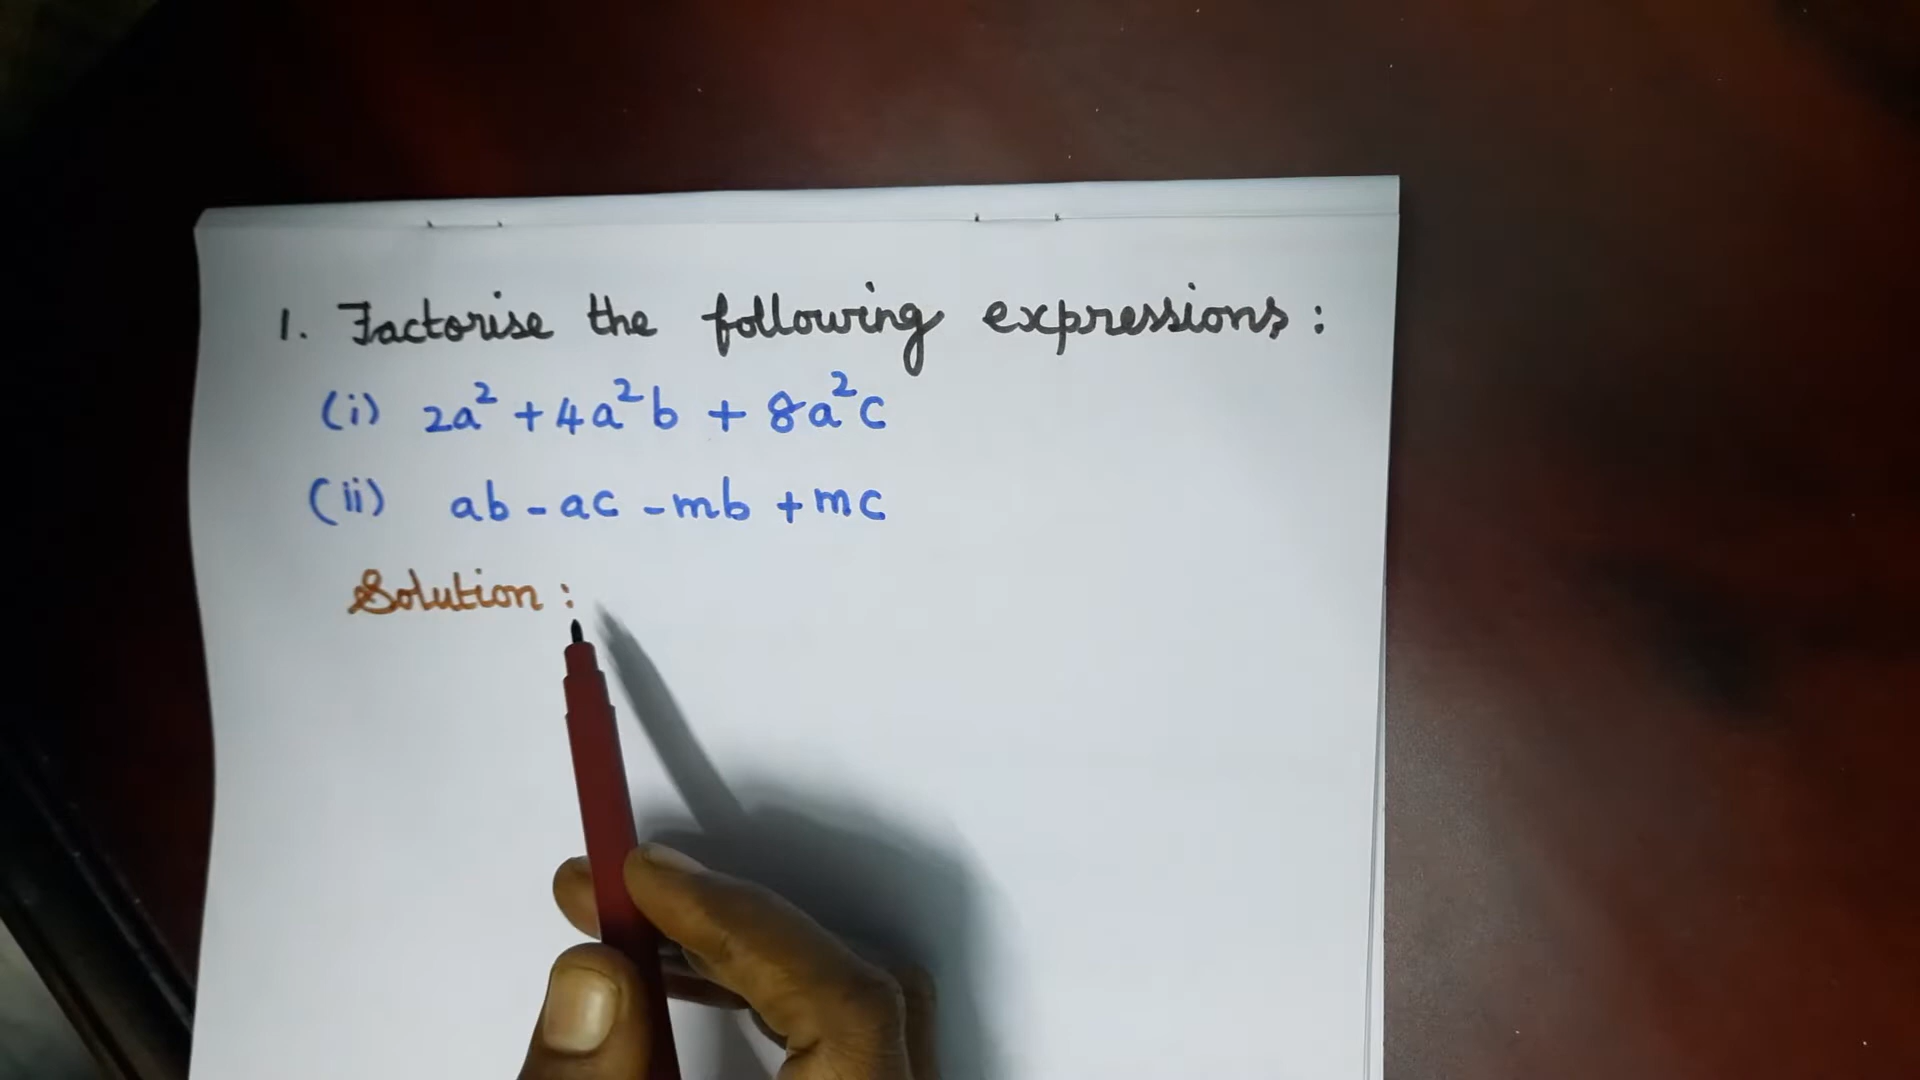 1. Factorise the following expressions :
(i) 2a² + 4a²b + 8a²c
(ii) ab - ac - mb + mc
Solution :